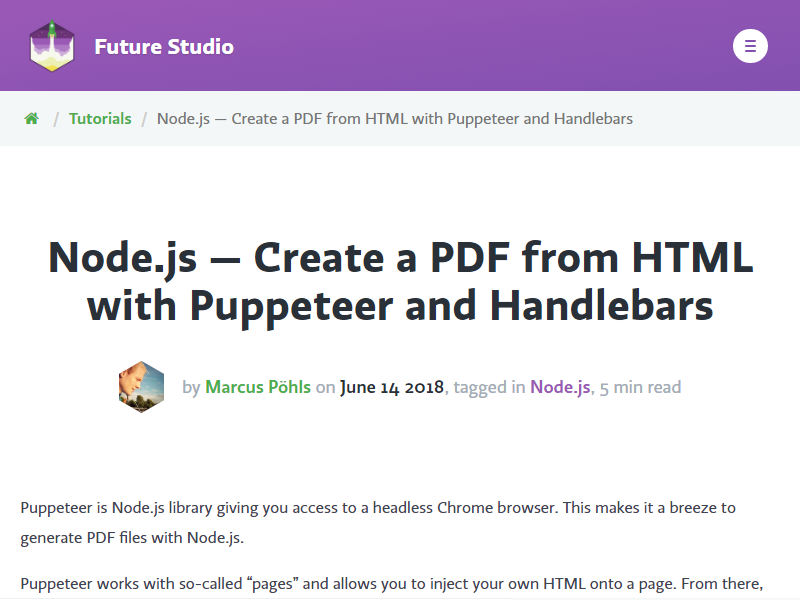 Future Studio
/ Tutorials / Node.js — Create a PDF from HTML with Puppeteer and Handlebars
Node.js — Create a PDF from HTML
with Puppeteer and Handlebars
by Marcus Pöhls on June 14 2018, tagged in Node.js, 5 min read
Puppeteer is Node.js library giving you access to a headless Chrome browser. This makes it a breeze to
generate PDF files with Node.js.
Puppeteer works with so-called “pages” and allows you to inject your own HTML onto a page. From there,